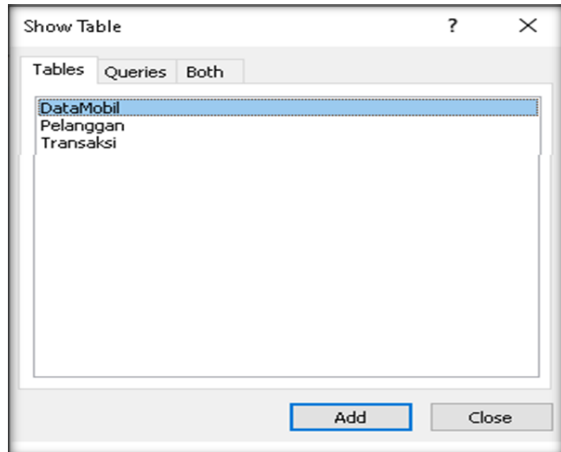 Show Table ? ×
Tables Queries Both
DataMobil
Pelanggan
Transaksi
Add Close